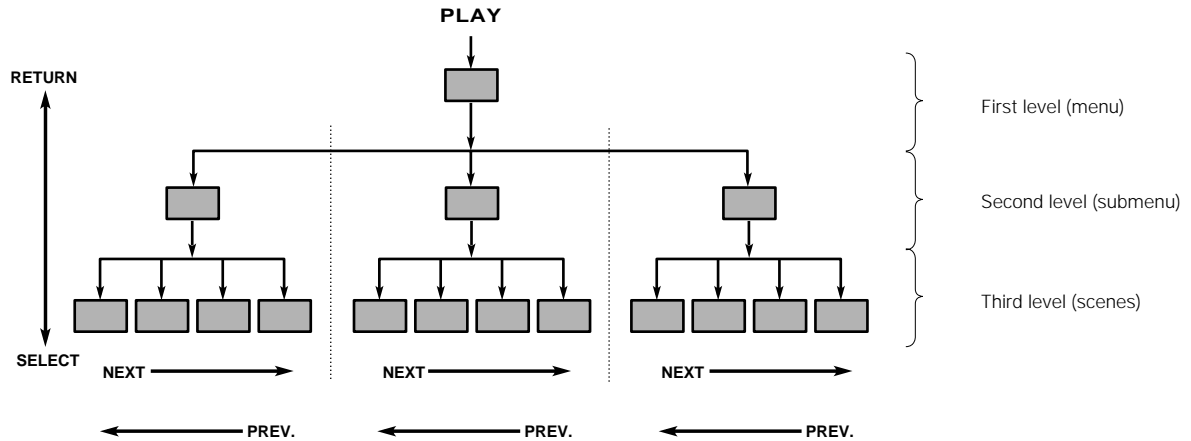 PLAY
RETURN
First level (menu)
Second level (submenu)
Third level (scenes)
SELECT
NEXT
NEXT
NEXT
PREV.
PREV.
PREV.